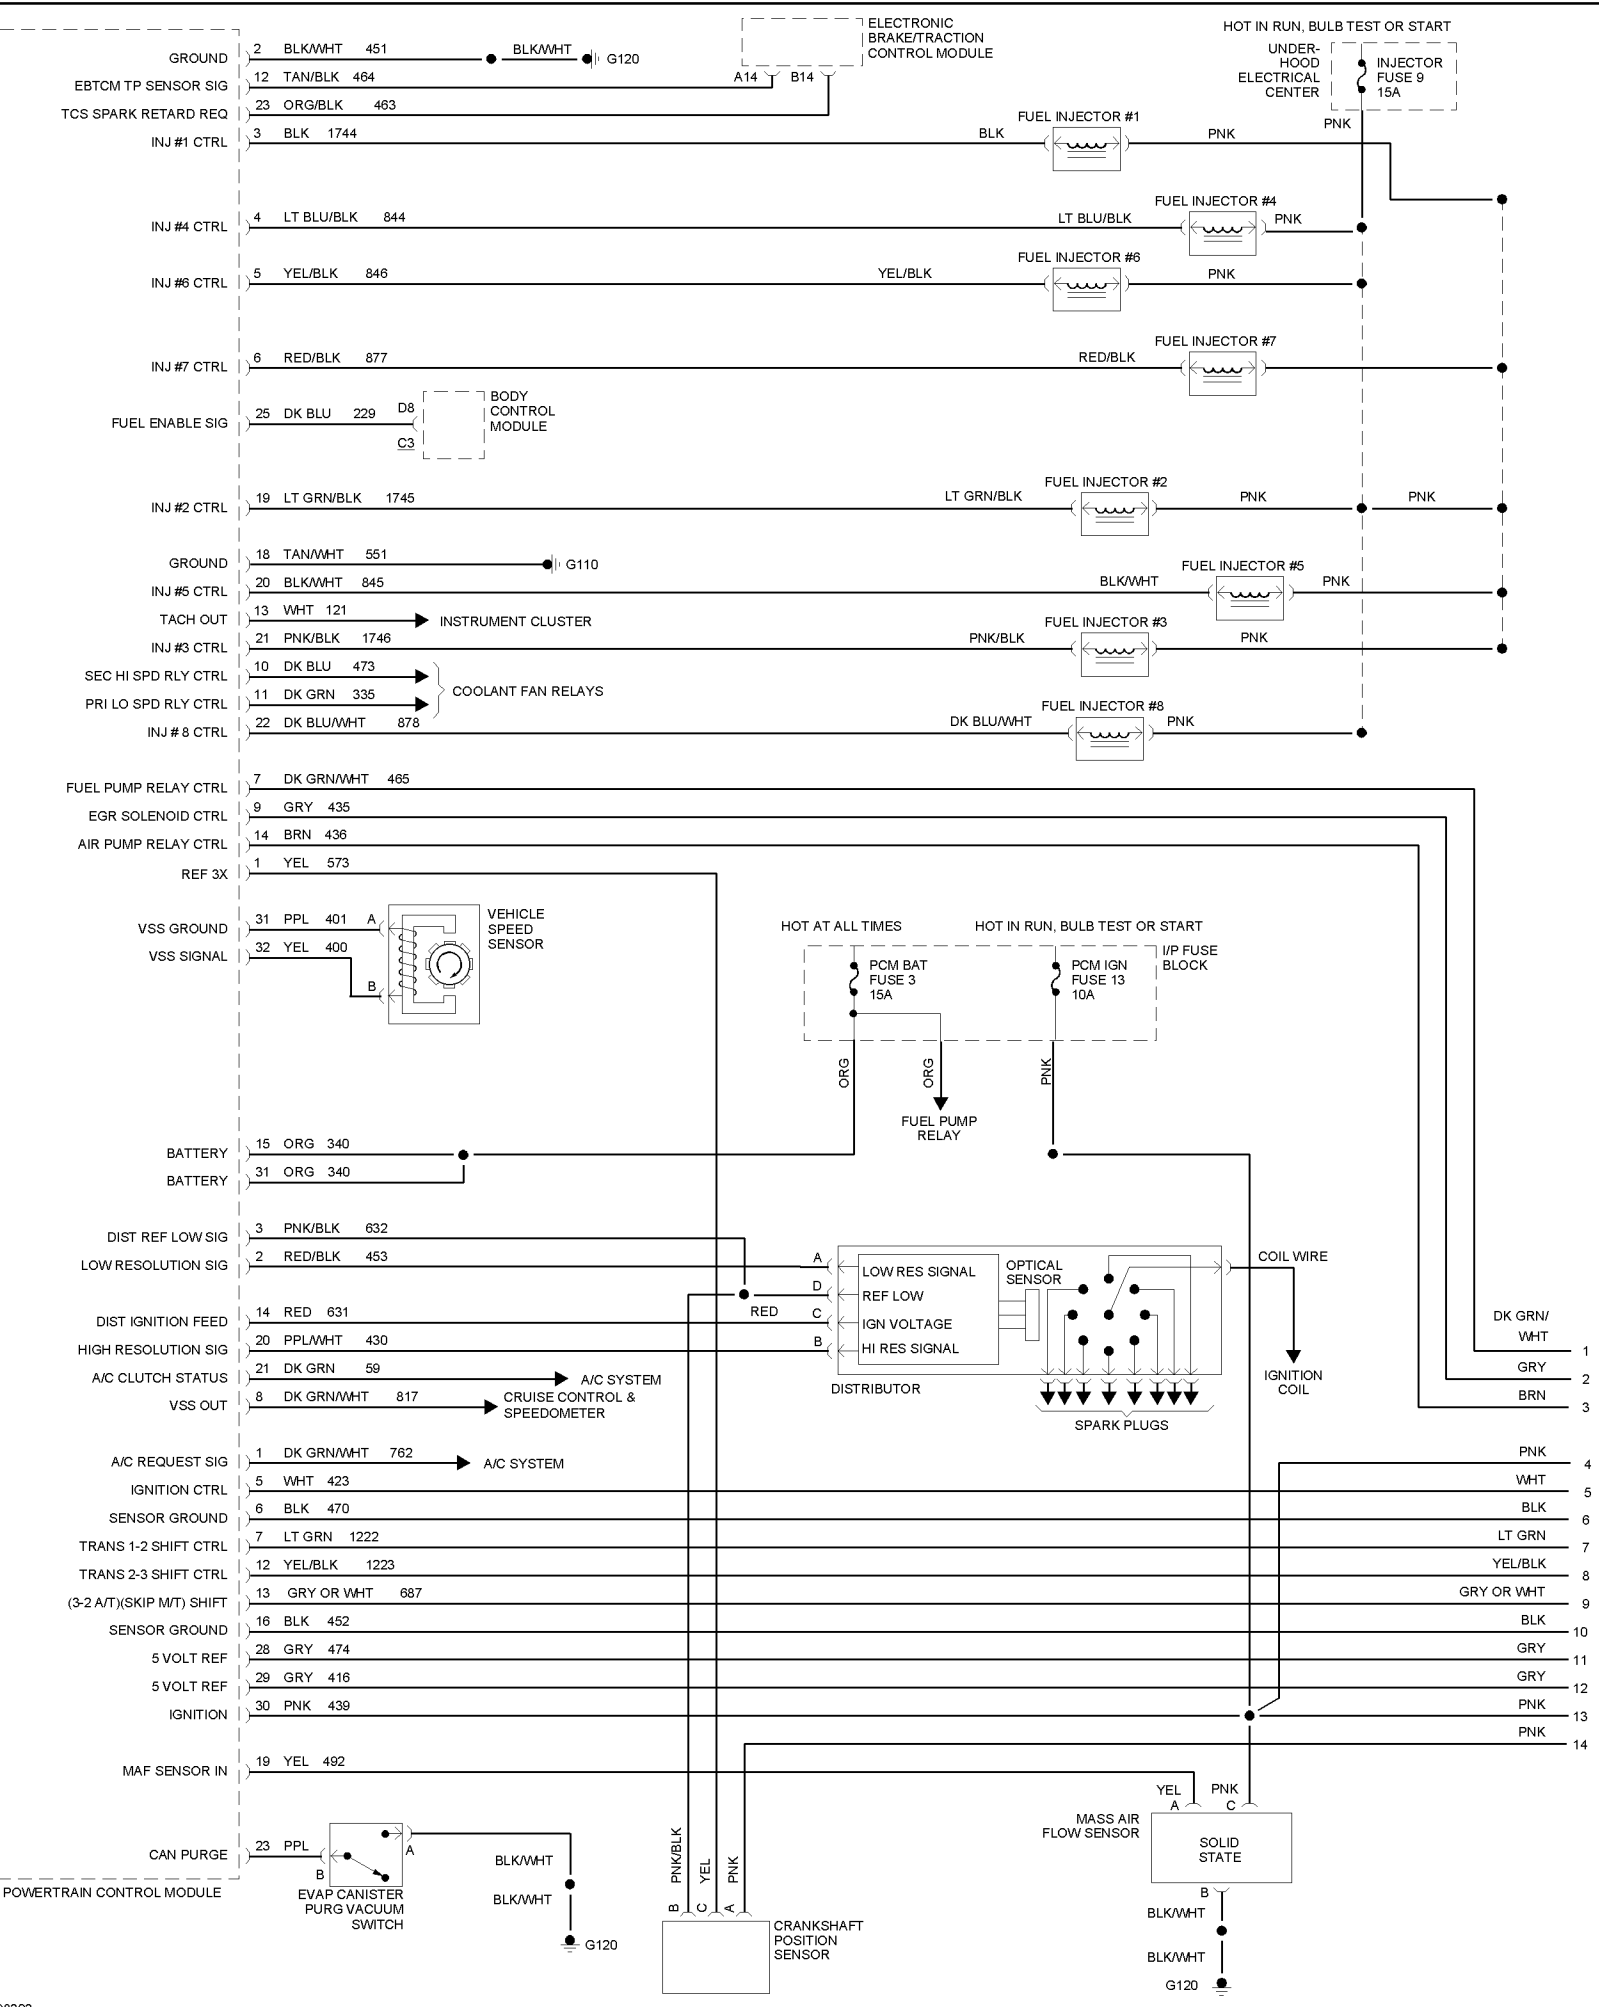 ELECTRONIC
BRAKE/TRACTION
CONTROL MODULE
HOT IN RUN, BULB TEST OR START
UNDER-
HOOD
ELECTRICAL
CENTER
INJECTOR
FUSE 9
15A
PNK
GROUND 2 BLK/WHT 451 BLK/WHT G120
EBTCM TP SENSOR SIG 12 TAN/BLK 464 A14 B14
TCS SPARK RETARD REQ 23 ORG/BLK 463
FUEL INJECTOR #1
INJ #1 CTRL 3 BLK 1744 BLK PNK
FUEL INJECTOR #4
INJ #4 CTRL 4 LT BLU/BLK 844 LT BLU/BLK PNK
FUEL INJECTOR #6
INJ #6 CTRL 5 YEL/BLK 846 YEL/BLK PNK
FUEL INJECTOR #7
INJ #7 CTRL 6 RED/BLK 877 RED/BLK
BODY
CONTROL
MODULE
FUEL ENABLE SIG 25 DK BLU 229 D8
C3
FUEL INJECTOR #2
INJ #2 CTRL 19 LT GRN/BLK 1745 LT GRN/BLK PNK PNK
GROUND 18 TAN/WHT 551 G110
FUEL INJECTOR #5
INJ #5 CTRL 20 BLK/WHT 845 BLK/WHT PNK
TACH OUT 13 WHT 121 INSTRUMENT CLUSTER
FUEL INJECTOR #3
INJ #3 CTRL 21 PNK/BLK 1746 PNK/BLK PNK
SEC HI SPD RLY CTRL 10 DK BLU 473
COOLANT FAN RELAYS
PRI LO SPD RLY CTRL 11 DK GRN 335
FUEL INJECTOR #8
INJ # 8 CTRL 22 DK BLU/WHT 878 DK BLU/WHT PNK
FUEL PUMP RELAY CTRL 7 DK GRN/WHT 465
EGR SOLENOID CTRL 9 GRY 435
AIR PUMP RELAY CTRL 14 BRN 436
REF 3X 1 YEL 573
VSS GROUND 31 PPL 401 A
VSS SIGNAL 32 YEL 400
B
VEHICLE
SPEED
SENSOR
HOT AT ALL TIMES
HOT IN RUN, BULB TEST OR START
PCM BAT
FUSE 3
15A
PCM IGN
FUSE 13
10A
I/P FUSE
BLOCK
ORG
ORG
PNK
FUEL PUMP
RELAY
BATTERY 15 ORG 340
BATTERY 31 ORG 340
DIST REF LOW SIG 3 PNK/BLK 632
LOW RESOLUTION SIG 2 RED/BLK 453 A LOW RES SIGNAL
D REF LOW
RED
DIST IGNITION FEED 14 RED 631 C IGN VOLTAGE
HIGH RESOLUTION SIG 20 PPL/WHT 430 B HI RES SIGNAL
OPTICAL
SENSOR
COIL WIRE
IGNITION
COIL
DISTRIBUTOR
SPARK PLUGS
A/C CLUTCH STATUS 21 DK GRN 59 A/C SYSTEM
VSS OUT 8 DK GRN/WHT 817 CRUISE CONTROL &
SPEEDOMETER
DK GRN/
WHT 1
GRY 2
BRN 3
A/C REQUEST SIG 1 DK GRN/WHT 762 A/C SYSTEM PNK 4
IGNITION CTRL 5 WHT 423 WHT 5
SENSOR GROUND 6 BLK 470 BLK 6
TRANS 1-2 SHIFT CTRL 7 LT GRN 1222 LT GRN 7
TRANS 2-3 SHIFT CTRL 12 YEL/BLK 1223 YEL/BLK 8
(3-2 A/T)(SKIP M/T) SHIFT 13 GRY OR WHT 687 GRY OR WHT 9
SENSOR GROUND 16 BLK 452 BLK 10
5 VOLT REF 28 GRY 474 GRY 11
5 VOLT REF 29 GRY 416 GRY 12
IGNITION 30 PNK 439 PNK 13
PNK 14
MAF SENSOR IN 19 YEL 492
YEL PNK
A C
MASS AIR
FLOW SENSOR
SOLID
STATE
B
BLK/WHT
BLK/WHT
G120
CAN PURGE 23 PPL
B
A
BLK/WHT
BLK/WHT
G120
EVAP CANISTER
PURG VACUUM
SWITCH
POWERTRAIN CONTROL MODULE
PNK/BLK
YEL
PNK
B C A
CRANKSHAFT
POSITION
SENSOR